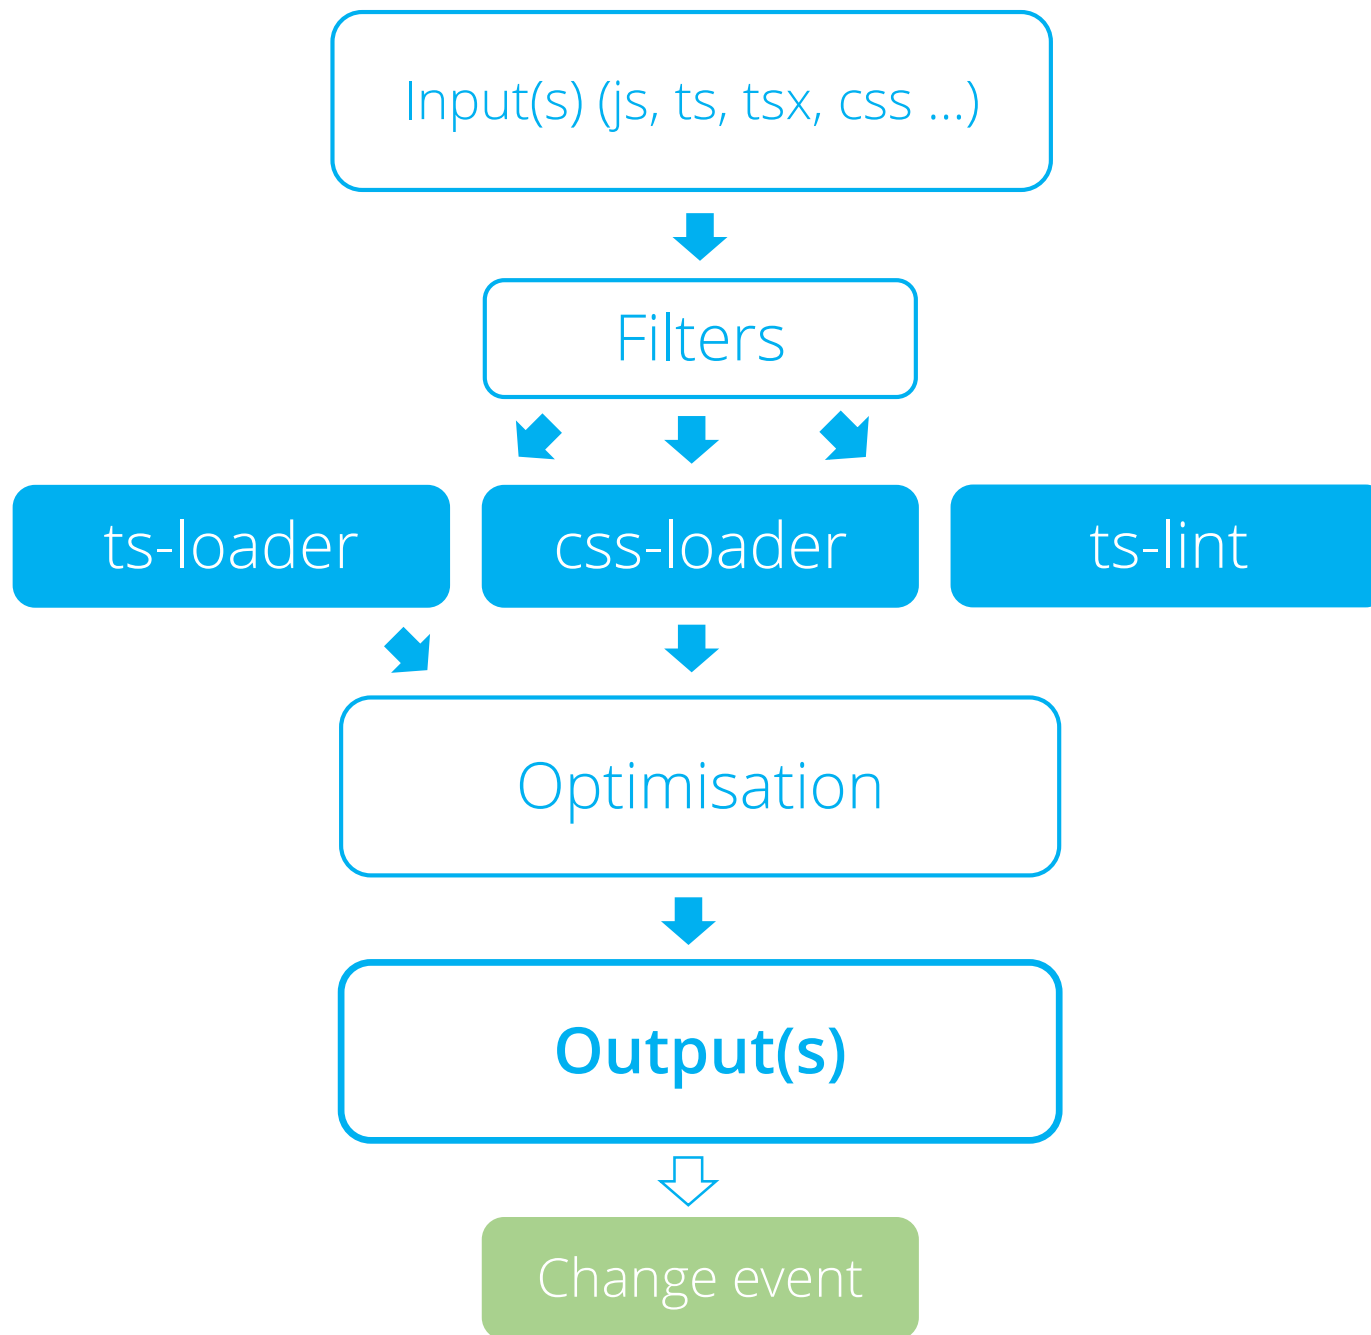 Input(s) (js, ts, tsx, css ...)
Filters
ts-loader
css-loader
ts-lint
Optimisation
Output(s)
Change event